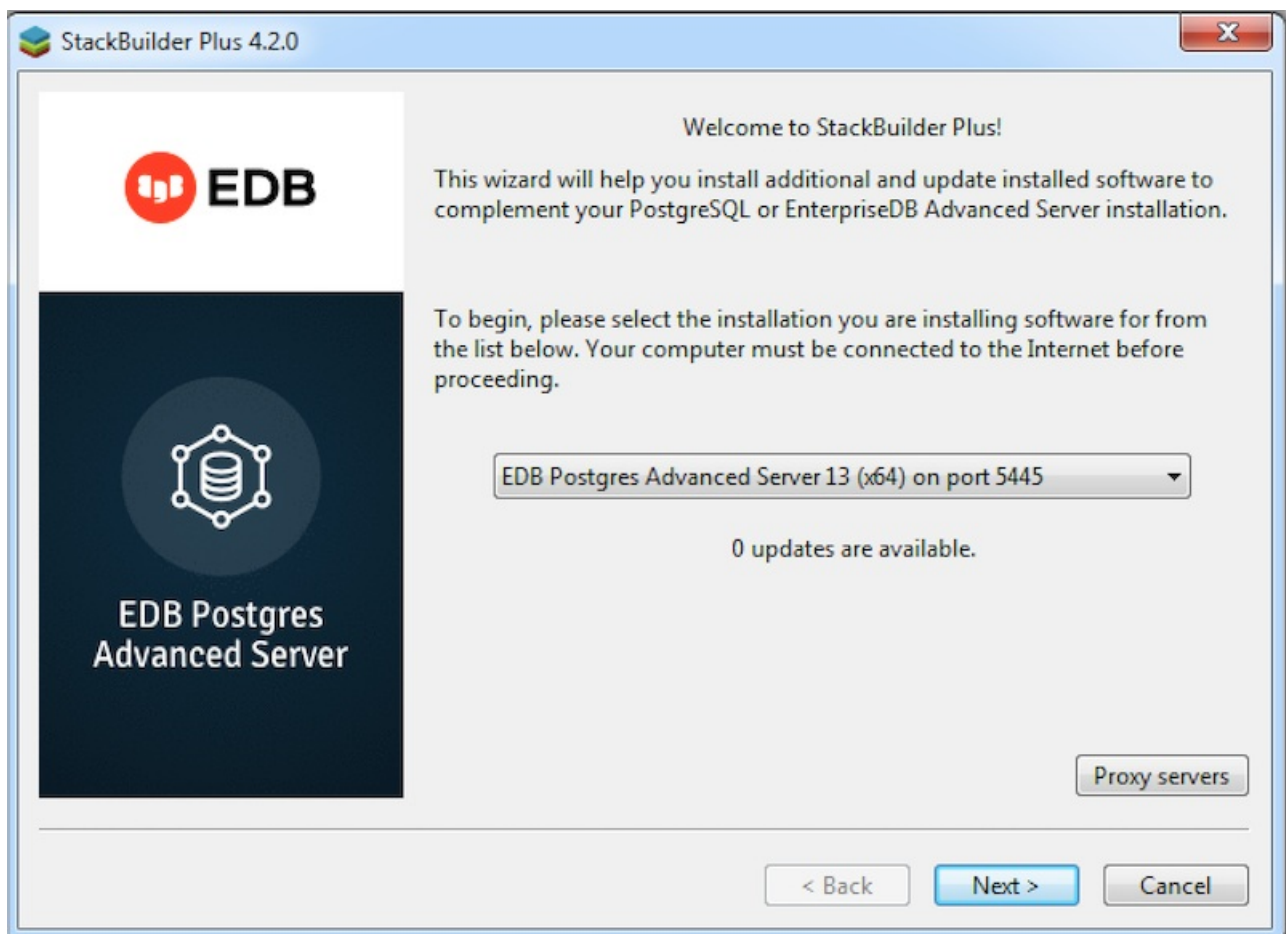 StackBuilder Plus 4.2.0
EDB
EDB Postgres
Advanced Server
Welcome to StackBuilder Plus!
This wizard will help you install additional and update installed software to
complement your PostgreSQL or EnterpriseDB Advanced Server installation.
To begin, please select the installation you are installing software for from
the list below. Your computer must be connected to the Internet before
proceeding.
EDB Postgres Advanced Server 13 (x64) on port 5445
0 updates are available.
Proxy servers
< Back
Next >
Cancel